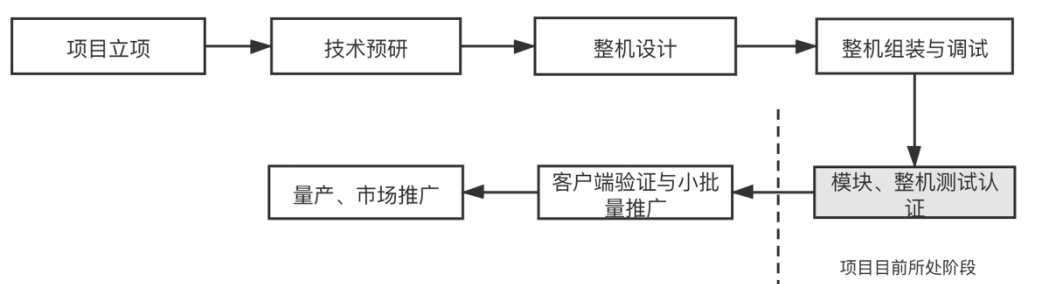 项目立项
技术预研
整机设计
整机组装与调试
模块、整机测试认
证
客户端验证与小批
量推广
量产、市场推广
项目目前所处阶段